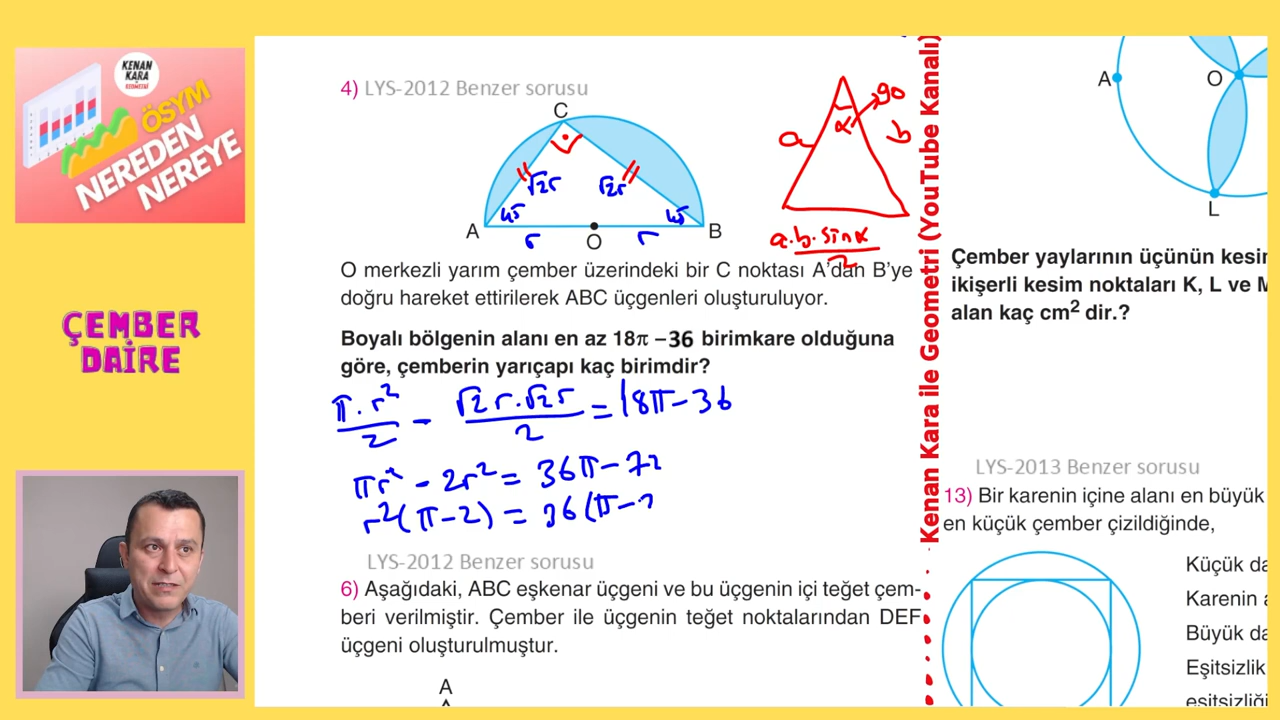 KENAN
KARA
ile
GEOMETRİ
ÖSYM
NEREDEN
NEREYE
ÇEMBER
DAİRE
4) LYS-2012 Benzer sorusu
C
√2r
√2r
45
45
A
r
O
r
B
a
α
90
b
a.b.sinα
2
O merkezli yarım çember üzerindeki bir C noktası A'dan B'ye
doğru hareket ettirilerek ABC üçgenleri oluşturuluyor.
Boyalı bölgenin alanı en az 18π – 36 birimkare olduğuna
göre, çemberin yarıçapı kaç birimdir?
π.r²/2 - √2r.√2r/2 = 18π-36
πr² - 2r² = 36π-72
r²(π-2) = 36(π-2
LYS-2012 Benzer sorusu
6) Aşağıdaki, ABC eşkenar üçgeni ve bu üçgenin içi teğet çem-
beri verilmiştir. Çember ile üçgenin teğet noktalarından DEF
üçgeni oluşturulmuştur.
A
Kenan Kara ile Geometri (YouTube Kanalı)
A
O
L
Çember yaylarının üçünün kesim
ikişerli kesim noktaları K, L ve M
alan kaç cm² dir.?
LYS-2013 Benzer sorusu
13) Bir karenin içine alanı en büyük
en küçük çember çizildiğinde,
Küçük da
Karenin a
Büyük da
Eşitsizlik
eşitsizliği